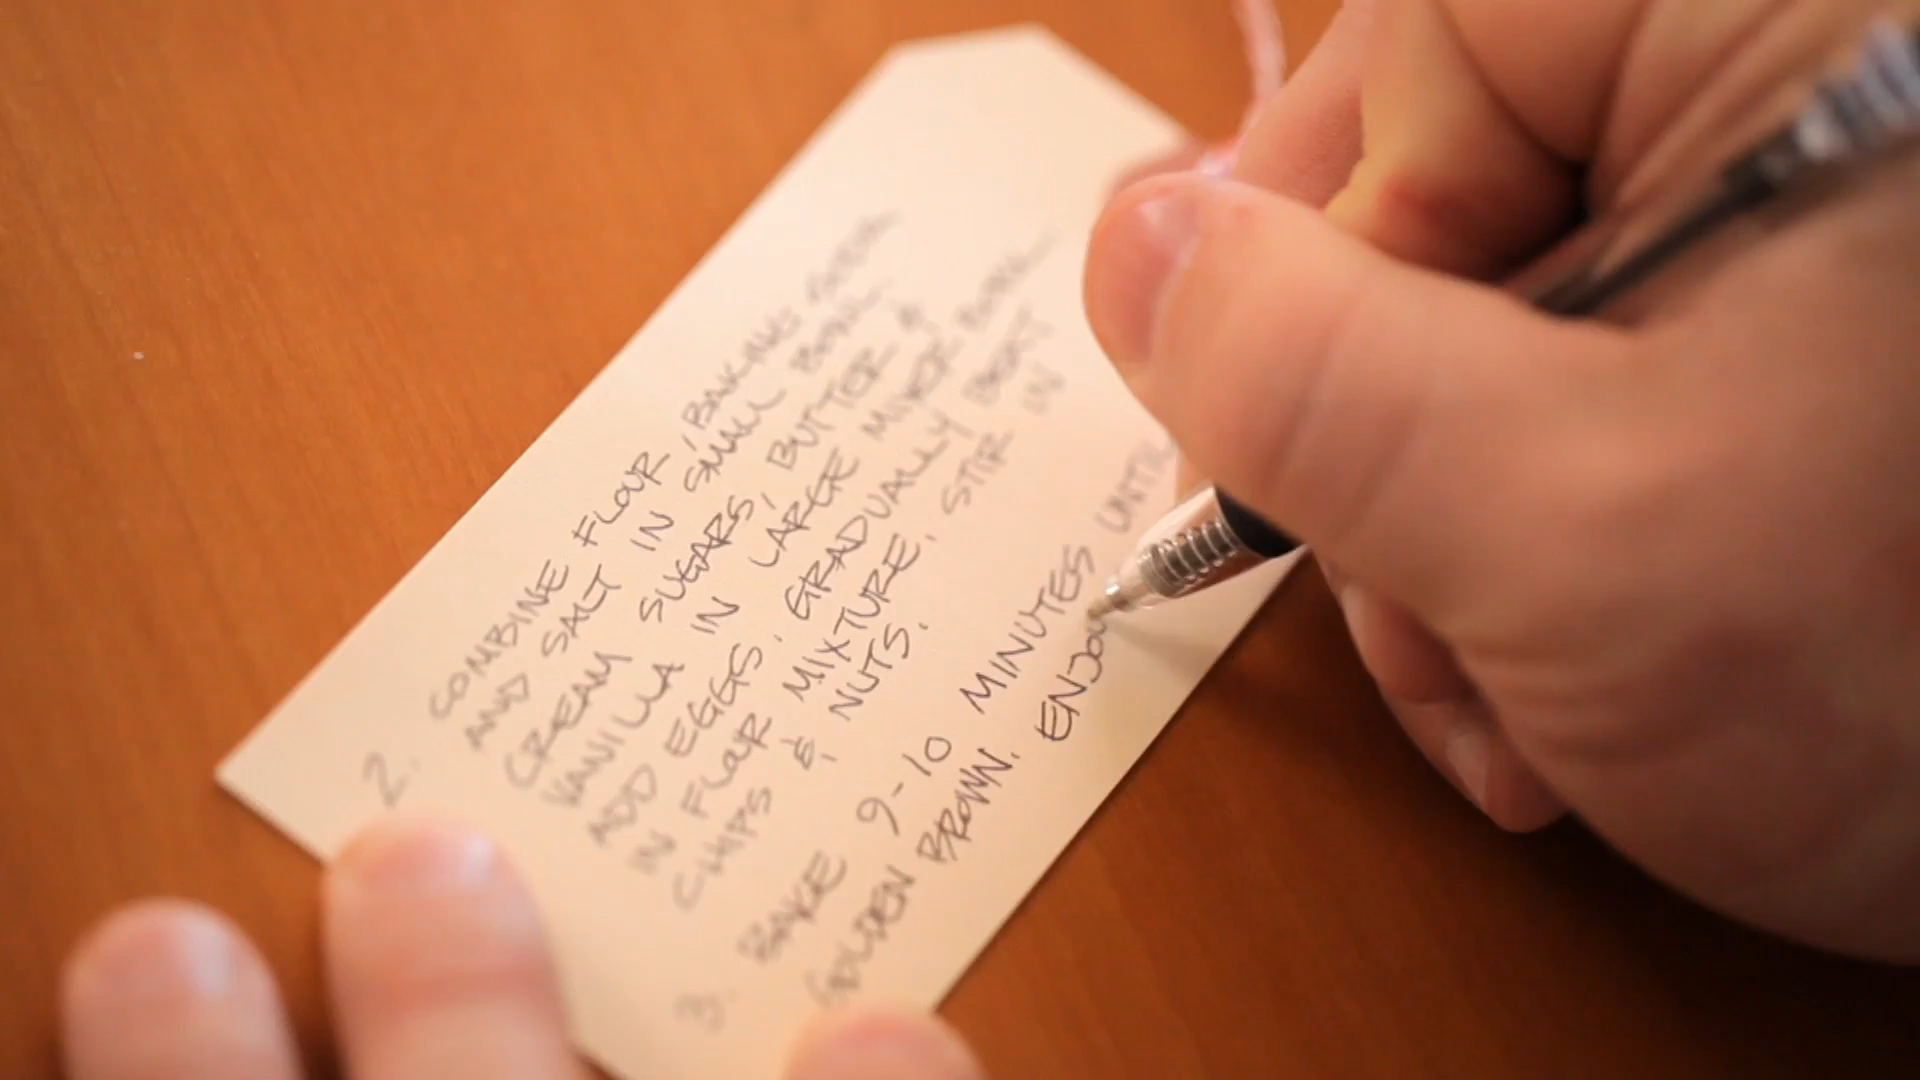 2. COMBINE FLOUR, BAKING SODA
AND SALT IN SMALL BOWL.
CREAM SUGARS, BUTTER &
VANILLA IN LARGE MIXER BOWL.
ADD EGGS. GRADUALLY BEAT
IN FLOUR MIXTURE. STIR IN
CHIPS & NUTS.
3. BAKE 9-10 MINUTES UNTIL
GOLDEN BROWN. ENJOY